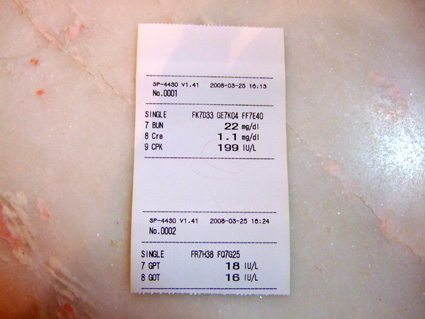 SP-4430 V1.41 2008-03-25 16:13
No.0001
SINGLE FK7D33 GE7K04 FF7E40
7 BUN 22 mg/dl
8 Cre 1.1 mg/dl
9 CPK 199 IU/L
SP-4430 V1.41 2008-03-25 16:24
No.0002
SINGLE FR7H38 FQ7G25
7 GPT 18 IU/L
8 GOT 16 IU/L